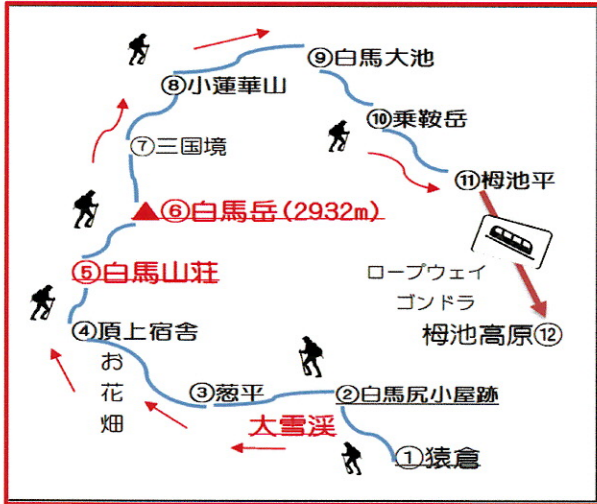 ⑨白馬大池
⑧小蓮華山
⑩乗鞍岳
⑦三国境
⑪栂池平
▲⑥白馬岳(2932m)
⑤白馬山荘
ロープウェイ
ゴンドラ
④頂上宿舎
栂池高原⑫
お花畑
③葱平
②白馬尻小屋跡
大雪渓
①猿倉